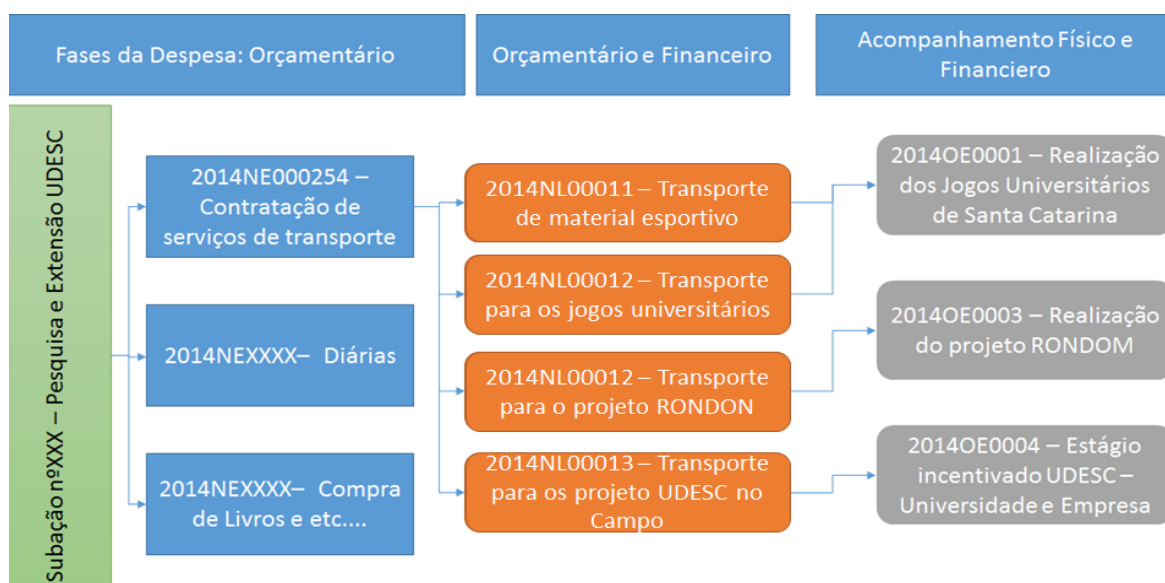 Fases da Despesa: Orçamentário
Orçamentário e Financeiro
Acompanhamento Físico e
Financiero
Subação nºXXX – Pesquisa e Extensão UDESC
2014NE000254 –
Contratação de
serviços de transporte
2014NEXXXX– Diárias
2014NEXXXX– Compra
de Livros e etc....
2014NL00011 – Transporte
de material esportivo
2014NL00012 – Transporte
para os jogos universitários
2014NL00012 – Transporte
para o projeto RONDON
2014NL00013 – Transporte
para os projeto UDESC no
Campo
2014OE0001 – Realização
dos Jogos Universitários
de Santa Catarina
2014OE0003 – Realização
do projeto RONDOM
2014OE0004 – Estágio
incentivado UDESC –
Universidade e Empresa